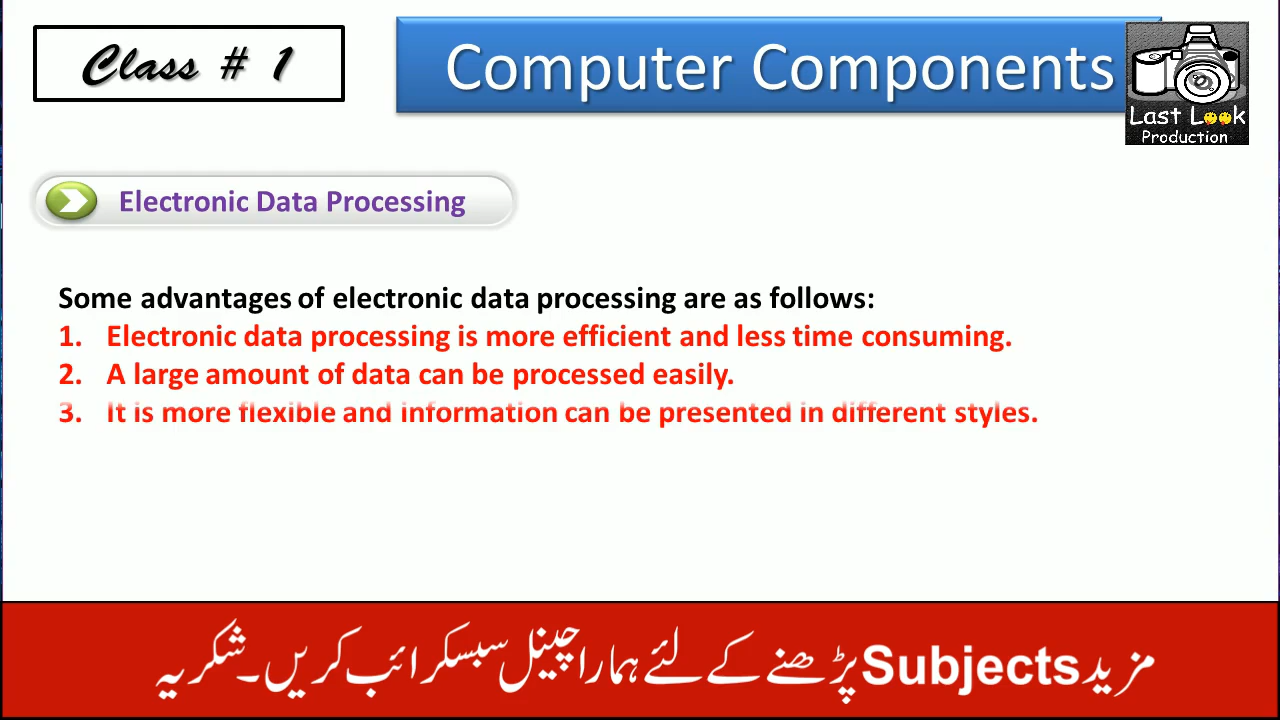 Class # 1
Computer Components
Last Look
Production
Electronic Data Processing
Some advantages of electronic data processing are as follows:
1. Electronic data processing is more efficient and less time consuming.
2. A large amount of data can be processed easily.
3. It is more flexible and information can be presented in different styles.
مزید Subjects پڑھنے کے لئے ہمارا چینل سبسکرائب کریں۔ شکریہ